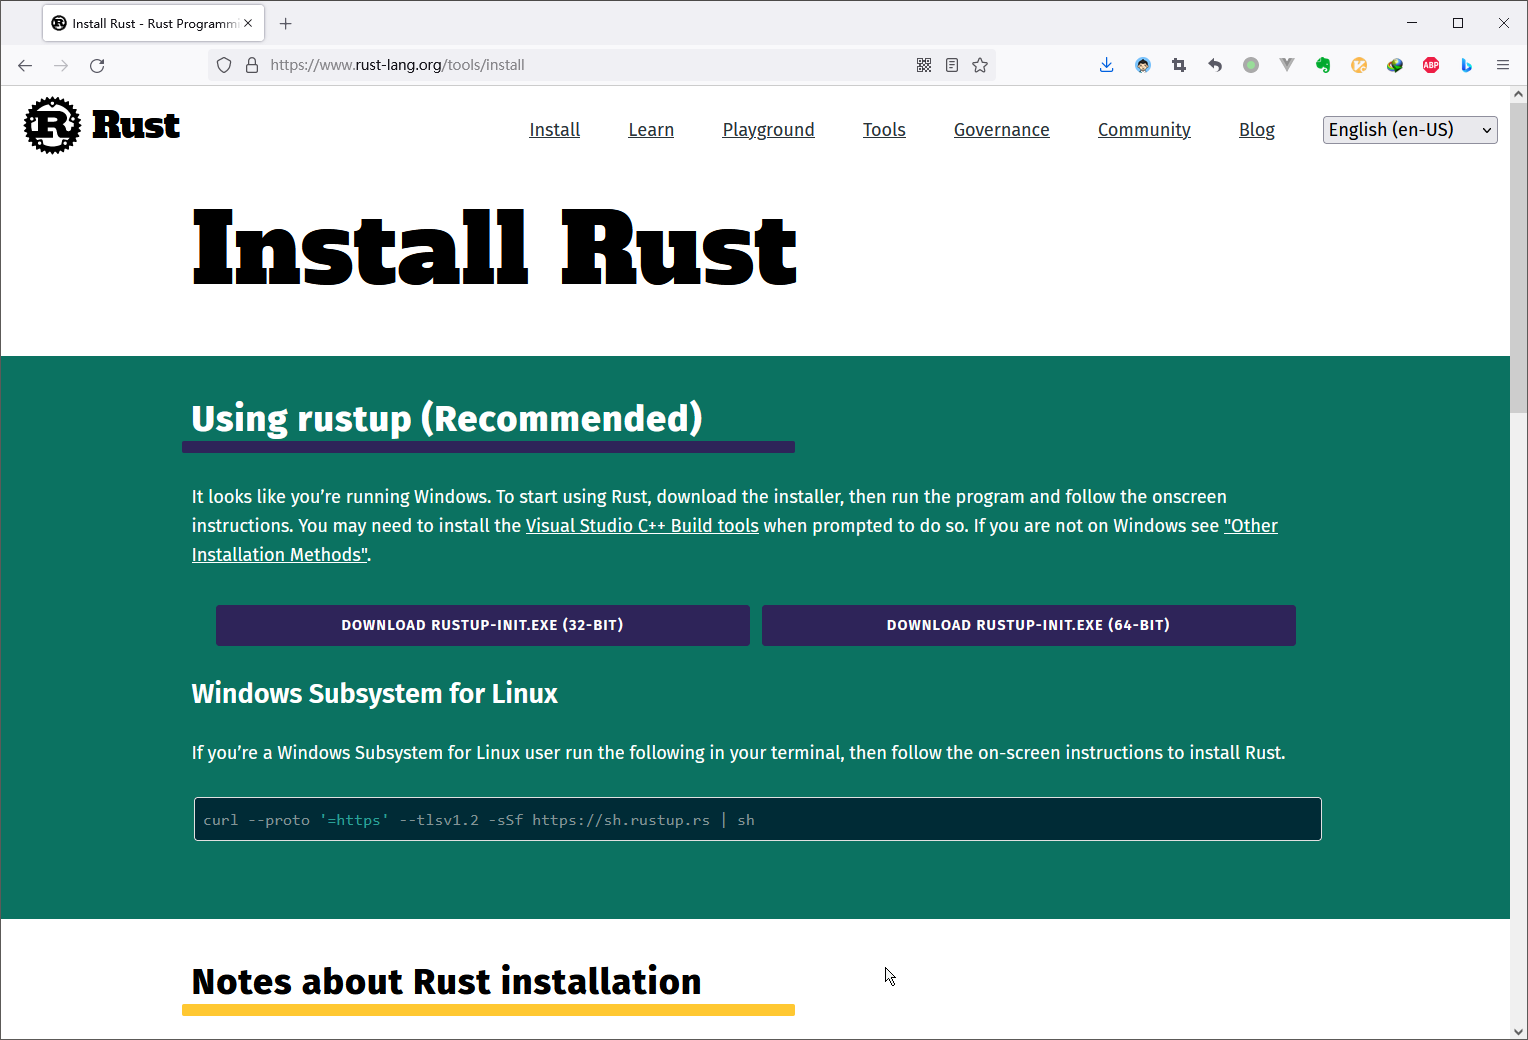 Install Rust - Rust Programmi
https://www.rust-lang.org/tools/install
ABP
R Rust
Install Learn Playground Tools Governance Community Blog English (en-US)
Install Rust
Using rustup (Recommended)
It looks like you’re running Windows. To start using Rust, download the installer, then run the program and follow the onscreen
instructions. You may need to install the Visual Studio C++ Build tools when prompted to do so. If you are not on Windows see "Other
Installation Methods".
DOWNLOAD RUSTUP-INIT.EXE (32-BIT) DOWNLOAD RUSTUP-INIT.EXE (64-BIT)
Windows Subsystem for Linux
If you’re a Windows Subsystem for Linux user run the following in your terminal, then follow the on-screen instructions to install Rust.
curl --proto '=https' --tlsv1.2 -sSf https://sh.rustup.rs | sh
Notes about Rust installation